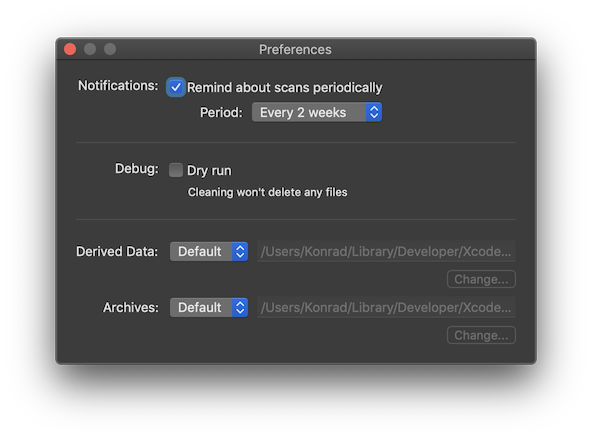 Preferences
Notifications: Remind about scans periodically
Period: Every 2 weeks
Debug: Dry run
Cleaning won't delete any files
Derived Data: Default /Users/Konrad/Library/Developer/Xcode...
Change...
Archives: Default /Users/Konrad/Library/Developer/Xcode...
Change...